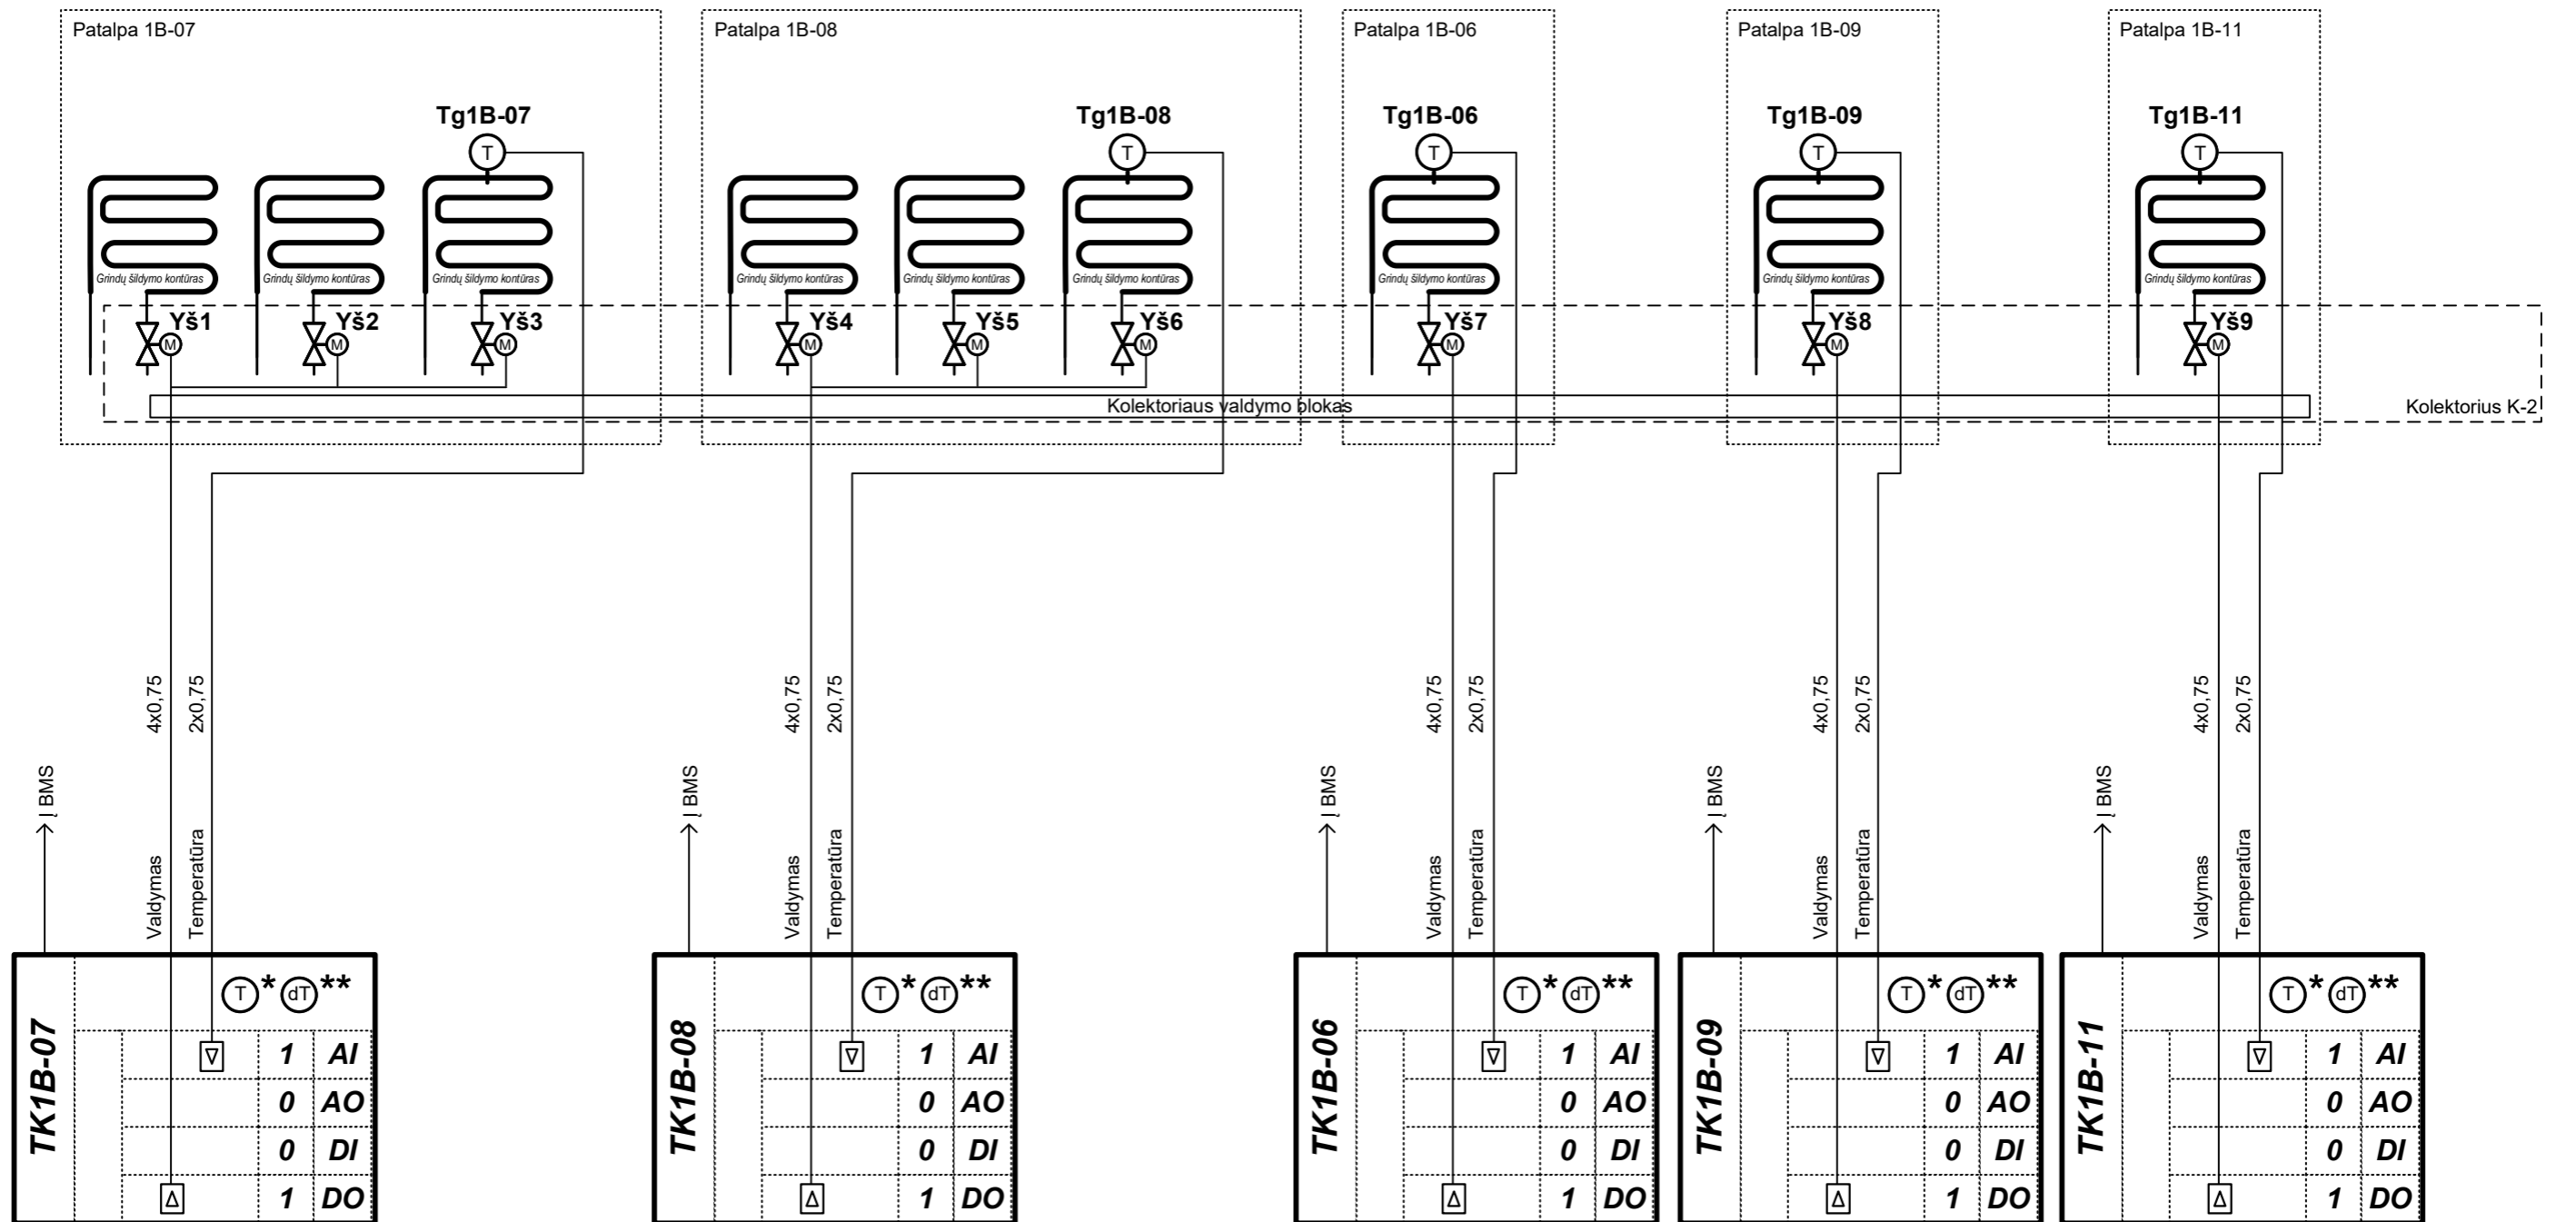 Patalpa 1B-07
Patalpa 1B-08
Patalpa 1B-06
Patalpa 1B-09
Patalpa 1B-11
Tg1B-07
Tg1B-08
Tg1B-06
Tg1B-09
Tg1B-11
T
T
T
T
T
Grindų šildymo kontūras
Grindų šildymo kontūras
Grindų šildymo kontūras
Grindų šildymo kontūras
Grindų šildymo kontūras
Grindų šildymo kontūras
Grindų šildymo kontūras
Grindų šildymo kontūras
Grindų šildymo kontūras
Yš1
Yš2
Yš3
Yš4
Yš5
Yš6
Yš7
Yš8
Yš9
M
M
M
M
M
M
M
M
M
Kolektoriaus valdymo blokas
Kolektorius K-2
4x0,75
2x0,75
4x0,75
2x0,75
4x0,75
2x0,75
4x0,75
2x0,75
4x0,75
2x0,75
Į BMS
Valdymas
Temperatūra
Į BMS
Valdymas
Temperatūra
Į BMS
Valdymas
Temperatūra
Į BMS
Valdymas
Temperatūra
Į BMS
Valdymas
Temperatūra
TK1B-07
T * dT **
1 AI
0 AO
0 DI
1 DO
TK1B-08
T * dT **
1 AI
0 AO
0 DI
1 DO
TK1B-06
T * dT **
1 AI
0 AO
0 DI
1 DO
TK1B-09
T * dT **
1 AI
0 AO
0 DI
1 DO
TK1B-11
T * dT **
1 AI
0 AO
0 DI
1 DO